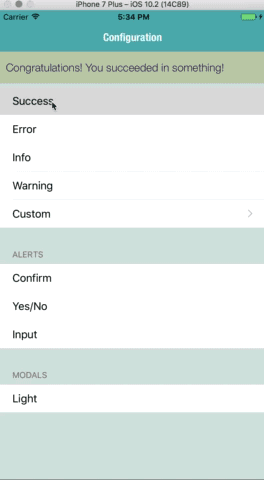 iPhone 7 Plus – iOS 10.2 (14C89)
Carrier 5:34 PM
Configuration
Congratulations! You succeeded in something!
Success
Error
Info
Warning
Custom
ALERTS
Confirm
Yes/No
Input
MODALS
Light